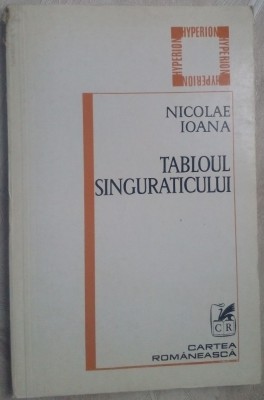 HYPERION
HYPERION
HYPERION
HYPERION
NICOLAE
IOANA
TABLOUL
SINGURATICULUI
CR
CARTEA
ROMÂNEASCĂ